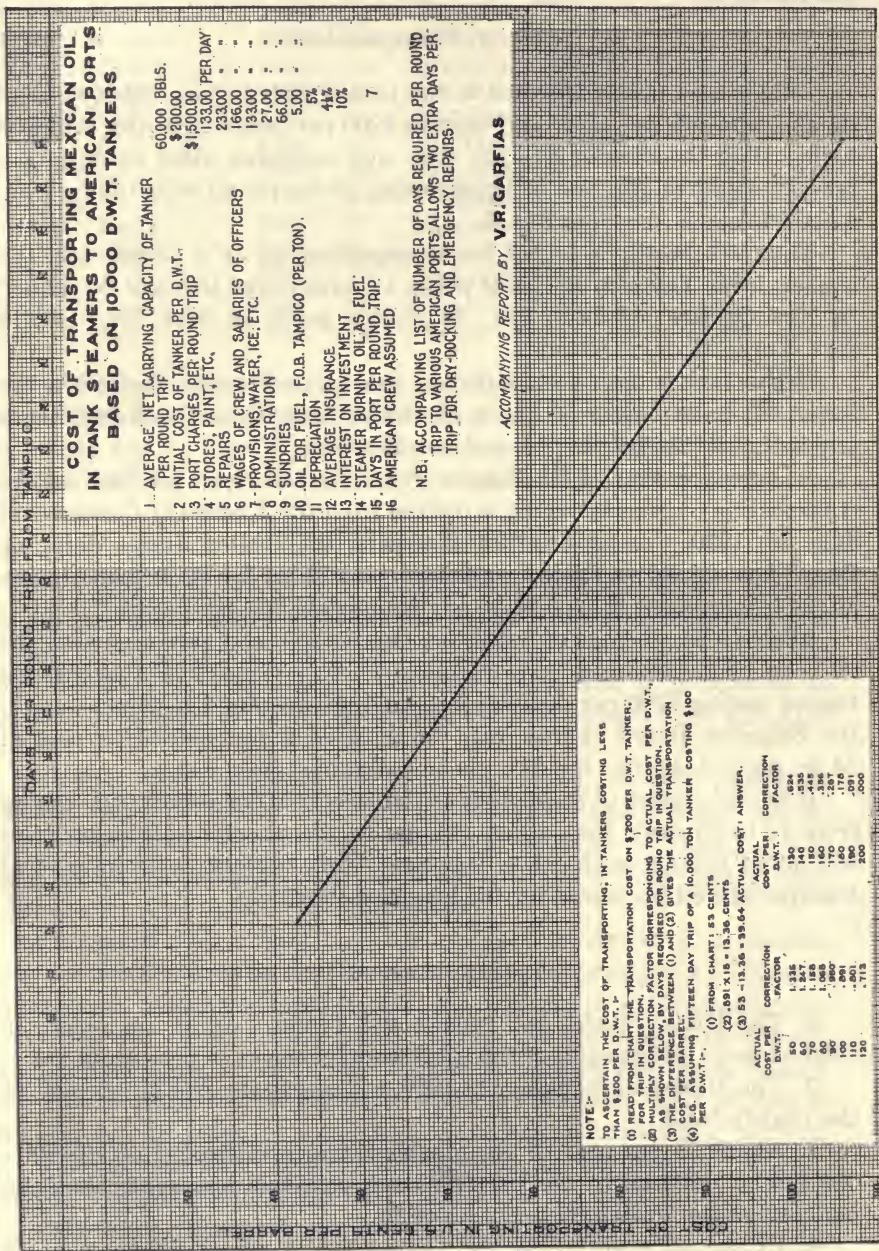 DAYS PER ROUND TRIP FROM TAMPICO
COST OF TRANSPORTING MEXICAN OIL
IN TANK STEAMERS TO AMERICAN PORTS
BASED ON 10,000 D.W.T. TANKERS
1. AVERAGE NET CARRYING CAPACITY OF TANKER
PER ROUND TRIP 60,000 BBLS.
2 INITIAL COST OF TANKER PER D.W.T. $200.00
3 PORT CHARGES PER ROUND TRIP $1,500.00
4 STORES, PAINT, ETC, 133.00 PER DAY
5 REPAIRS 233.00 " "
6 WAGES OF CREW AND SALARIES OF OFFICERS 166.00 " "
7 PROVISIONS, WATER, ICE, ETC. 133.00 " "
8 ADMINISTRATION 27.00 " "
9 SUNDRIES 66.00 " "
10 OIL FOR FUEL, F.O.B. TAMPICO (PER TON). 5.00 " "
11 DEPRECIATION 5%
12 AVERAGE INSURANCE 4½%
13 INTEREST ON INVESTMENT 10%
14 STEAMER BURNING OIL AS FUEL
15. DAYS IN PORT PER ROUND TRIP. 7
16 AMERICAN CREW ASSUMED
N.B. ACCOMPANYING LIST OF NUMBER OF DAYS REQUIRED PER ROUND
TRIP TO VARIOUS AMERICAN PORTS ALLOWS TWO EXTRA DAYS PER
TRIP FOR DRY-DOCKING AND EMERGENCY REPAIRS.
ACCOMPANYING REPORT BY V.R. GARFIAS
COST OF TRANSPORTING IN U.S. CENTS PER BARREL
100
NOTE:-
TO ASCERTAIN THE COST OF TRANSPORTING, IN TANKERS COSTING LESS
THAN $200 PER D.W.T. :-
(1) READ FROM CHART THE TRANSPORTATION COST ON $200 PER D.W.T. TANKER,
FOR TRIP IN QUESTION.
(2) MULTIPLY CORRECTION FACTOR CORRESPONDING TO ACTUAL COST PER D.W.T.,
AS SHOWN BELOW, BY DAYS REQUIRED FOR ROUND TRIP IN QUESTION.
(3) THE DIFFERENCE BETWEEN (1) AND (2) GIVES THE ACTUAL TRANSPORTATION
COST PER BARREL.
(4) E.G. ASSUMING FIFTEEN DAY TRIP OF A 10,000 TON TANKER COSTING $100
PER D.W.T :-
(1) FROM CHART: 53 CENTS
(2) .891 X 15 = 13.36 CENTS
(3) 53 - 13.36 = 39.64 ACTUAL COST: ANSWER.
ACTUAL COST PER D.W.T. CORRECTION FACTOR ACTUAL COST PER D.W.T. CORRECTION FACTOR
50 1.335 130 .624
60 1.247 140 .535
70 1.158 150 .445
80 1.068 160 .356
90 .980 170 .267
100 .891 180 .178
110 .801 190 .091
120 .713 200 .000